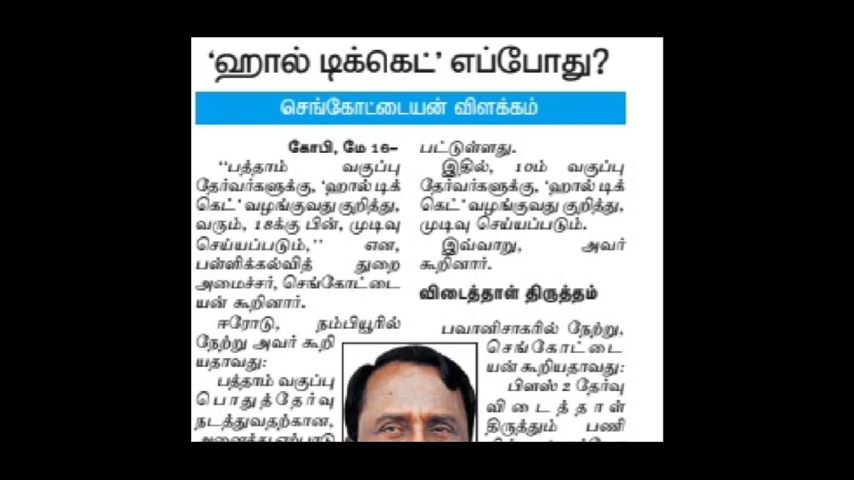 ‘ஹால் டிக்கெட்’ எப்போது?
செங்கோட்டையன் விளக்கம்
கோபி, மே 16–
‘‘பத்தாம் வகுப்பு
தேர்வர்களுக்கு, ‘ஹால் டிக்
கெட்’ வழங்குவது குறித்து,
வரும், 18க்கு பின், முடிவு
செய்யப்படும்,’’ என,
பள்ளிக்கல்வித் துறை
அமைச்சர், செங்கோட்டை
யன் கூறினார்.
ஈரோடு, நம்பியூரில்
நேற்று அவர் கூறி
யதாவது:
பத்தாம் வகுப்பு
பொதுத்தேர்வு
நடத்துவதற்கான,
அனைத்து ஏற்பாடு
பட்டுள்ளது.
இதில், 10ம் வகுப்பு
தேர்வர்களுக்கு, ‘ஹால் டிக்
கெட்’ வழங்குவது குறித்து,
முடிவு செய்யப்படும்.
இவ்வாறு, அவர்
கூறினார்.
விடைத்தாள் திருத்தம்
பவானிசாகரில் நேற்று,
செங்கோட்டை
யன் கூறியதாவது:
பிளஸ் 2 தேர்வு
விடைத்தாள்
திருத்தும் பணி